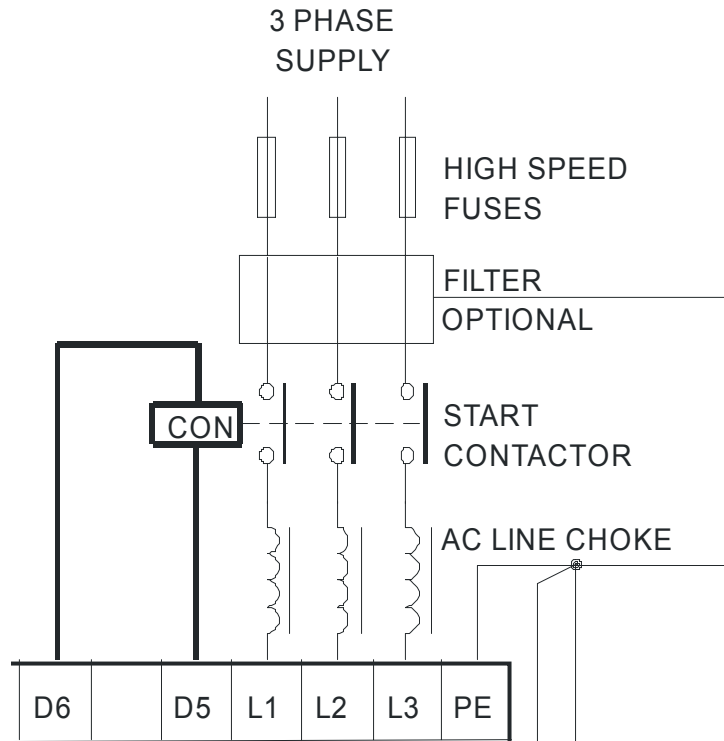 3 PHASE
SUPPLY
HIGH SPEED
FUSES
FILTER
OPTIONAL
CON
START
CONTACTOR
AC LINE CHOKE
D6 D5 L1 L2 L3 PE